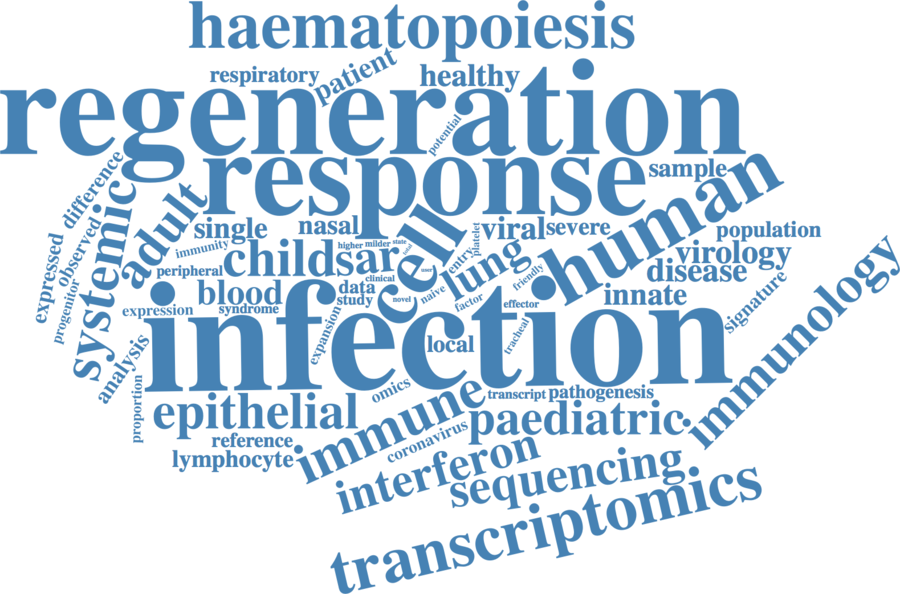 haematopoiesis
respiratory
patient
healthy
regeneration
potential
response
sample
difference
systemic
adult
single
nasal
cell
viral
severe
human
population
expressed
observed
progenitor
immunity
peripheral
child
higher
milder
state
total
sar
clinical
user
entry
platelet
lung
friendly
virology
disease
immunology
blood
data
study
novel
naive
factor
effector
innate
signature
expression
syndrome
expansion
infection
local
tracheal
analysis
proportion
omics
transcript
pathogenesis
epithelial
immune
coronavirus
paediatric
reference
lymphocyte
interferon
sequencing
transcriptomics